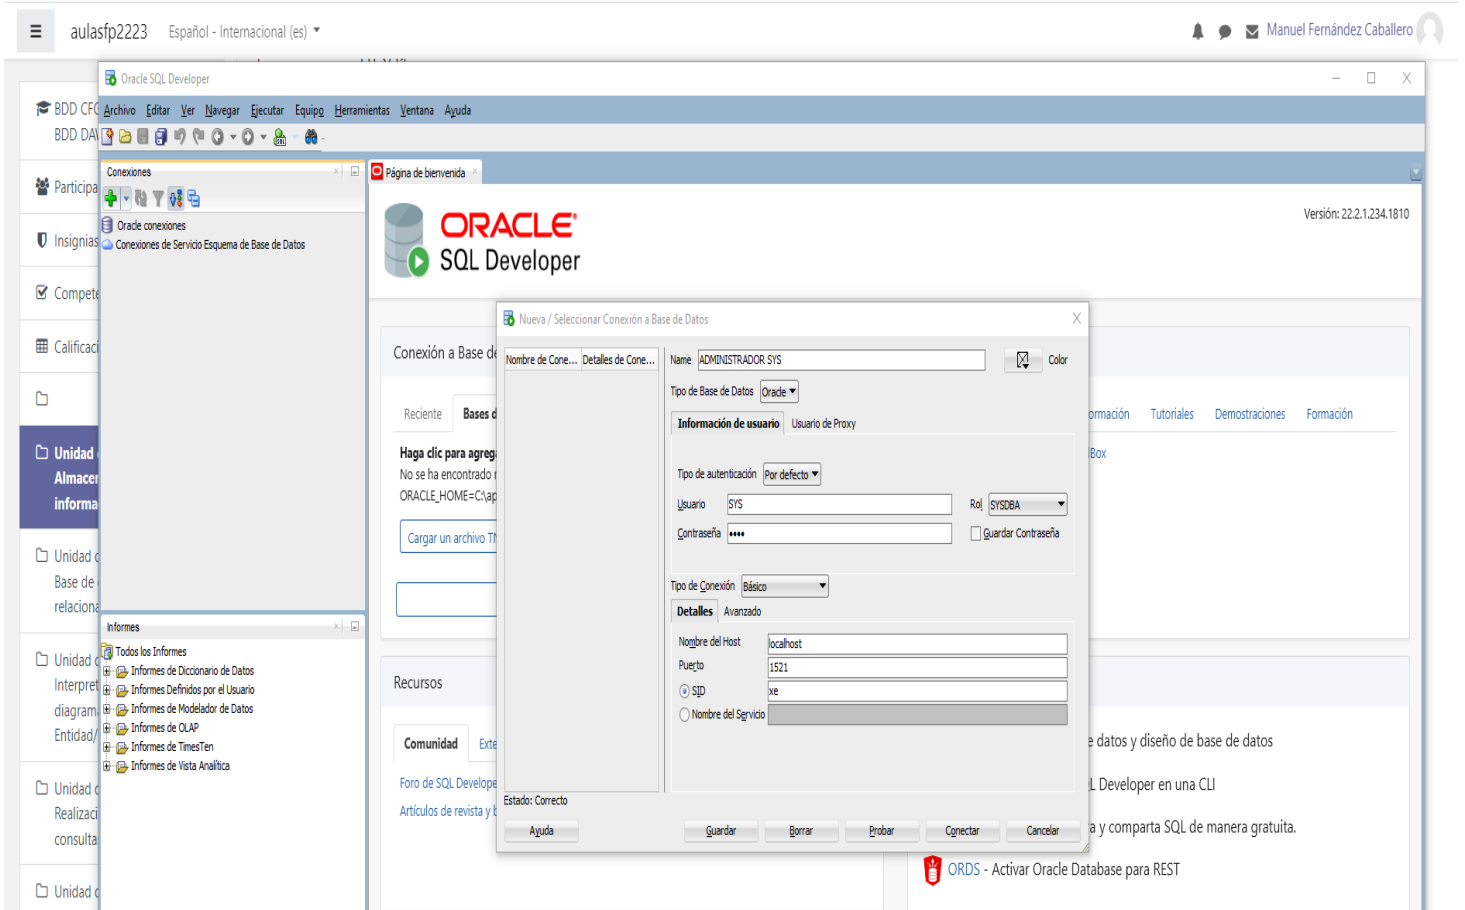 aulasfp2223 Español - Internacional (es)
Manuel Fernández Caballero
Oracle SQL Developer
Archivo Editar Ver Navegar Ejecutar Equipo Herramientas Ventana Ayuda
BDD CFG
BDD DAW
Participa
Insignias
Compete
Calificaci
Unidad
Almacen
informa
Unidad d
Base de
relaciona
Unidad d
Interpret
diagrama
Entidad/
Unidad d
Realizaci
consulta
Unidad d
Conexiones
Oracle conexiones
Conexiones de Servicio Esquema de Base de Datos
Informes
Todos los Informes
Informes de Diccionario de Datos
Informes Definidos por el Usuario
Informes de Modelador de Datos
Informes de OLAP
Informes de TimesTen
Informes de Vista Analítica
Página de bienvenida
ORACLE
SQL Developer
Versión: 22.2.1.234.1810
Conexión a Base de
Reciente Bases d
Haga clic para agrega
No se ha encontrado
ORACLE_HOME=C:\ap
Cargar un archivo TN
Recursos
Comunidad Exte
Foro de SQL Develope
Artículos de revista y b
Nueva / Seleccionar Conexión a Base de Datos
Nombre de Cone... Detalles de Cone...
Name ADMINISTRADOR SYS Color
Tipo de Base de Datos Oracle
Información de usuario Usuario de Proxy
Tipo de autenticación Por defecto
Usuario SYS Rol SYSDBA
Contraseña •••• Guardar Contraseña
Tipo de Conexión Básico
Detalles Avanzado
Nombre del Host localhost
Puerto 1521
SID xe
Nombre del Servicio
Estado: Correcto
Ayuda Guardar Borrar Probar Conectar Cancelar
ormación Tutoriales Demostraciones Formación
Box
e datos y diseño de base de datos
L Developer en una CLI
a y comparta SQL de manera gratuita.
ORDS - Activar Oracle Database para REST